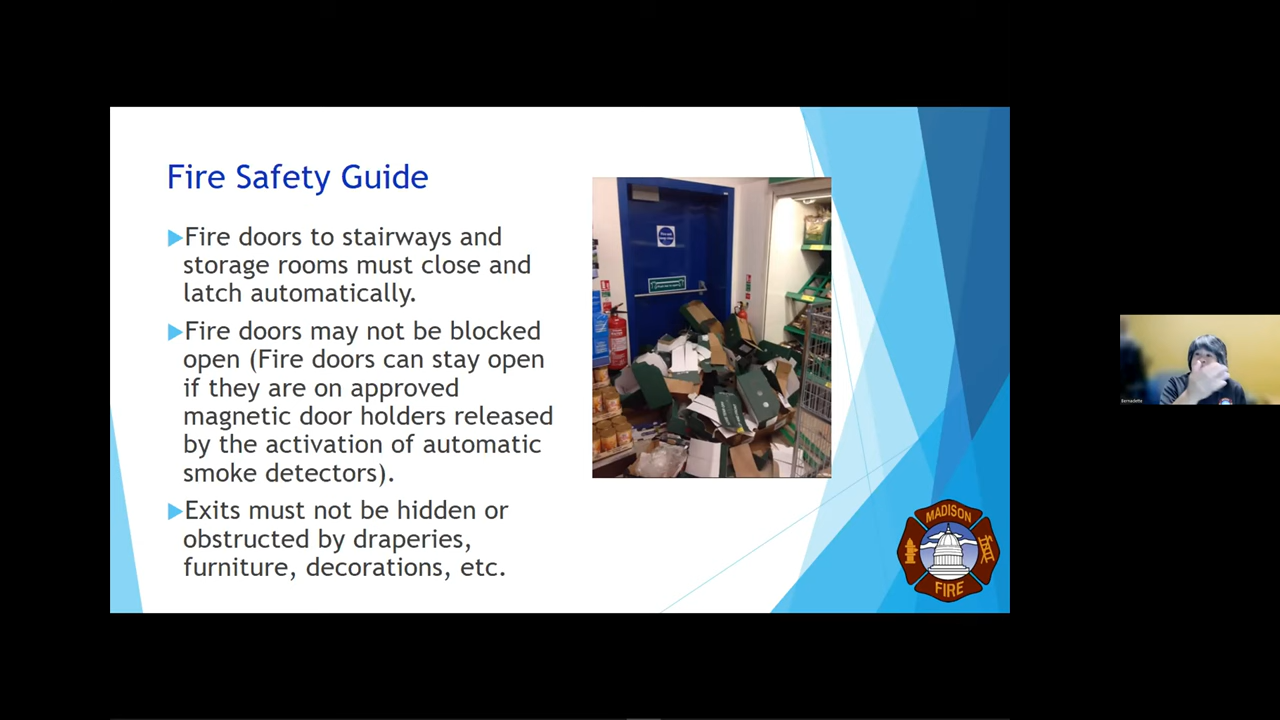 Fire Safety Guide
Fire doors to stairways and
storage rooms must close and
latch automatically.
Fire doors may not be blocked
open (Fire doors can stay open
if they are on approved
magnetic door holders released
by the activation of automatic
smoke detectors).
Exits must not be hidden or
obstructed by draperies,
furniture, decorations, etc.
MADISON
FIRE
Bernadette